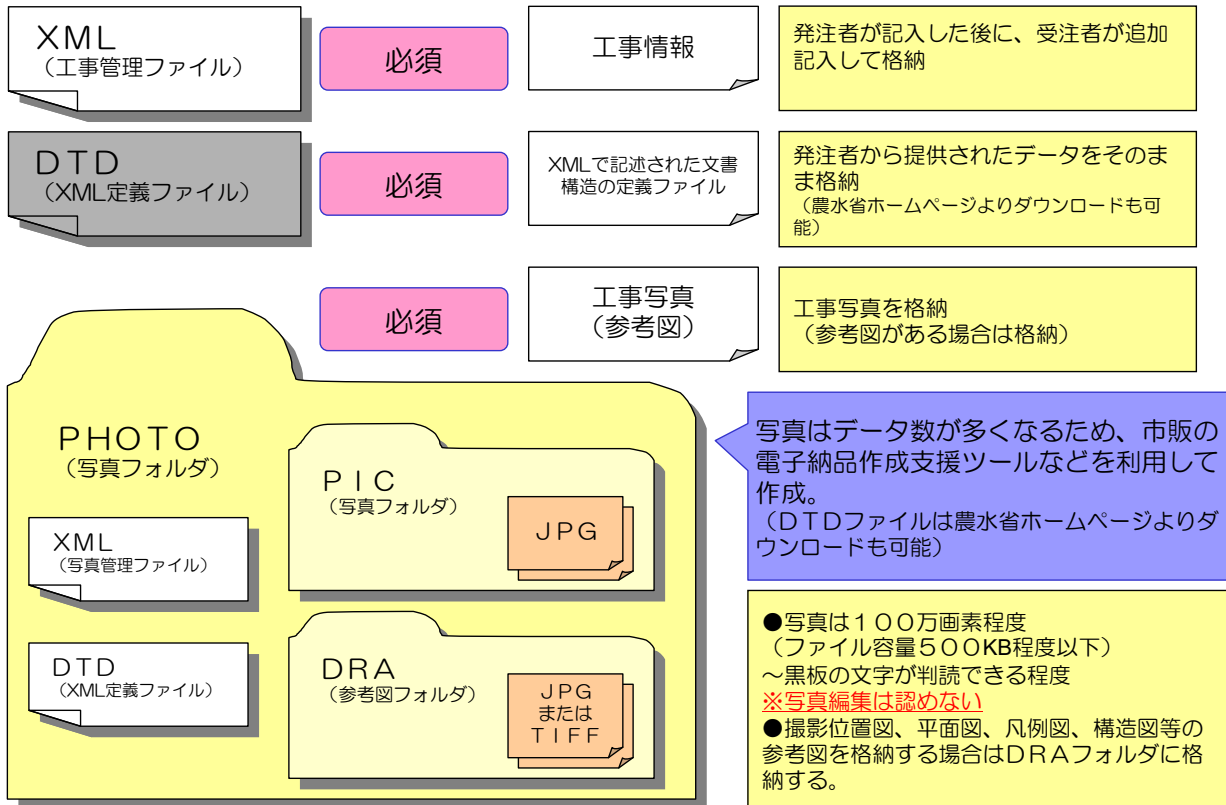 XML
（工事管理ファイル）
必須
工事情報
発注者が記入した後に、受注者が追加
記入して格納
DTD
（XML定義ファイル）
必須
XMLで記述された文書
構造の定義ファイル
発注者から提供されたデータをそのま
ま格納
（農水省ホームページよりダウンロードも可
能）
必須
工事写真
（参考図）
工事写真を格納
（参考図がある場合は格納）
PHOTO
（写真フォルダ）
XML
（写真管理ファイル）
DTD
（XML定義ファイル）
ＰＩＣ
（写真フォルダ）
JPG
DRA
（参考図フォルダ）
JPG
または
TIFF
写真はデータ数が多くなるため、市販の
電子納品作成支援ツールなどを利用して
作成。
（ＤＴＤファイルは農水省ホームページよりダ
ウンロードも可能）
●写真は１００万画素程度
（ファイル容量５００KB程度以下）
～黒板の文字が判読できる程度
※写真編集は認めない
●撮影位置図、平面図、凡例図、構造図等の
参考図を格納する場合はＤＲＡフォルダに格
納する。